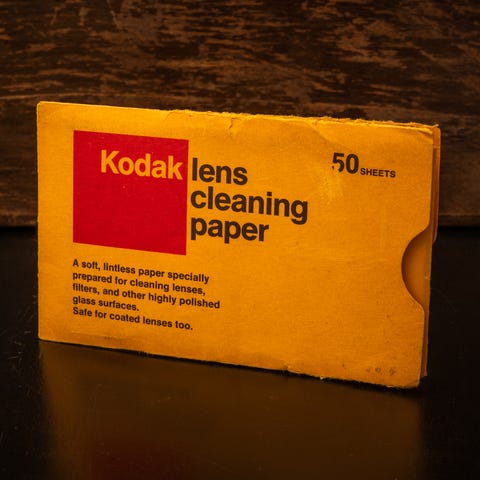 Kodak lens
cleaning
paper
50 SHEETS
A soft, lintless paper specially
prepared for cleaning lenses,
filters, and other highly polished
glass surfaces.
Safe for coated lenses too.